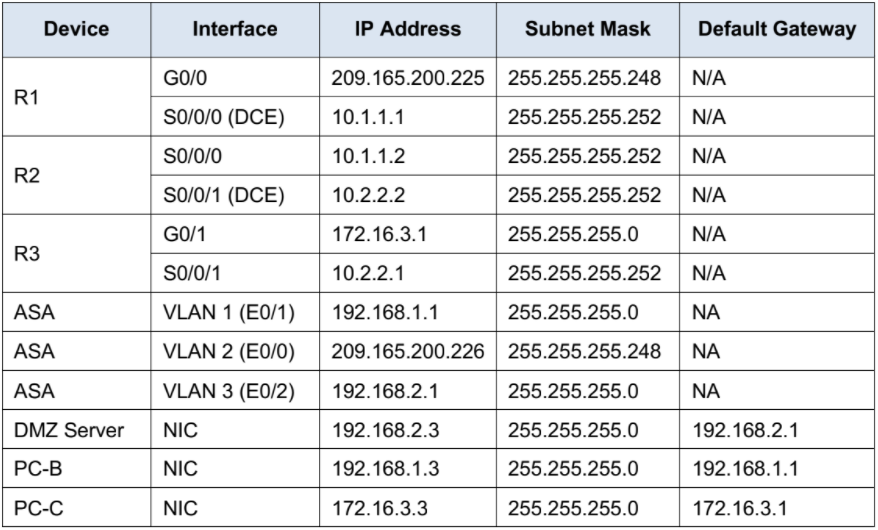 Device Interface IP Address Subnet Mask Default Gateway
R1 G0/0 209.165.200.225 255.255.255.248 N/A
S0/0/0 (DCE) 10.1.1.1 255.255.255.252 N/A
R2 S0/0/0 10.1.1.2 255.255.255.252 N/A
S0/0/1 (DCE) 10.2.2.2 255.255.255.252 N/A
R3 G0/1 172.16.3.1 255.255.255.0 N/A
S0/0/1 10.2.2.1 255.255.255.252 N/A
ASA VLAN 1 (E0/1) 192.168.1.1 255.255.255.0 NA
ASA VLAN 2 (E0/0) 209.165.200.226 255.255.255.248 NA
ASA VLAN 3 (E0/2) 192.168.2.1 255.255.255.0 NA
DMZ Server NIC 192.168.2.3 255.255.255.0 192.168.2.1
PC-B NIC 192.168.1.3 255.255.255.0 192.168.1.1
PC-C NIC 172.16.3.3 255.255.255.0 172.16.3.1